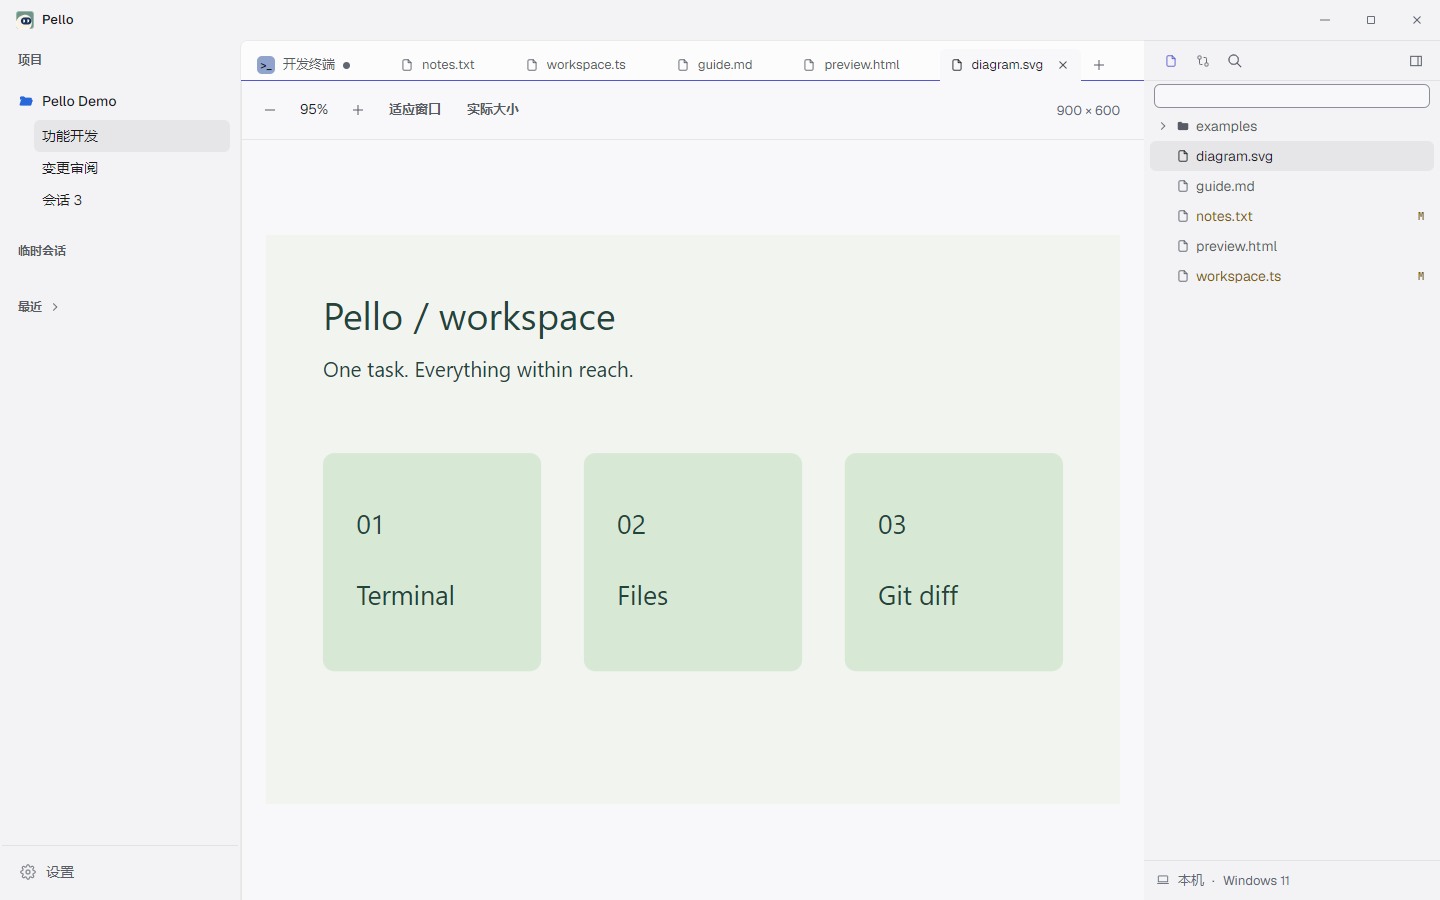 Pello
项目
Pello Demo
功能开发
变更审阅
会话 3
临时会话
最近
设置
>_ 开发终端
notes.txt
workspace.ts
guide.md
preview.html
diagram.svg
95%
适应窗口
实际大小
900 × 600
Pello / workspace
One task. Everything within reach.
01
Terminal
02
Files
03
Git diff
examples
diagram.svg
guide.md
notes.txt M
preview.html
workspace.ts M
本机 · Windows 11